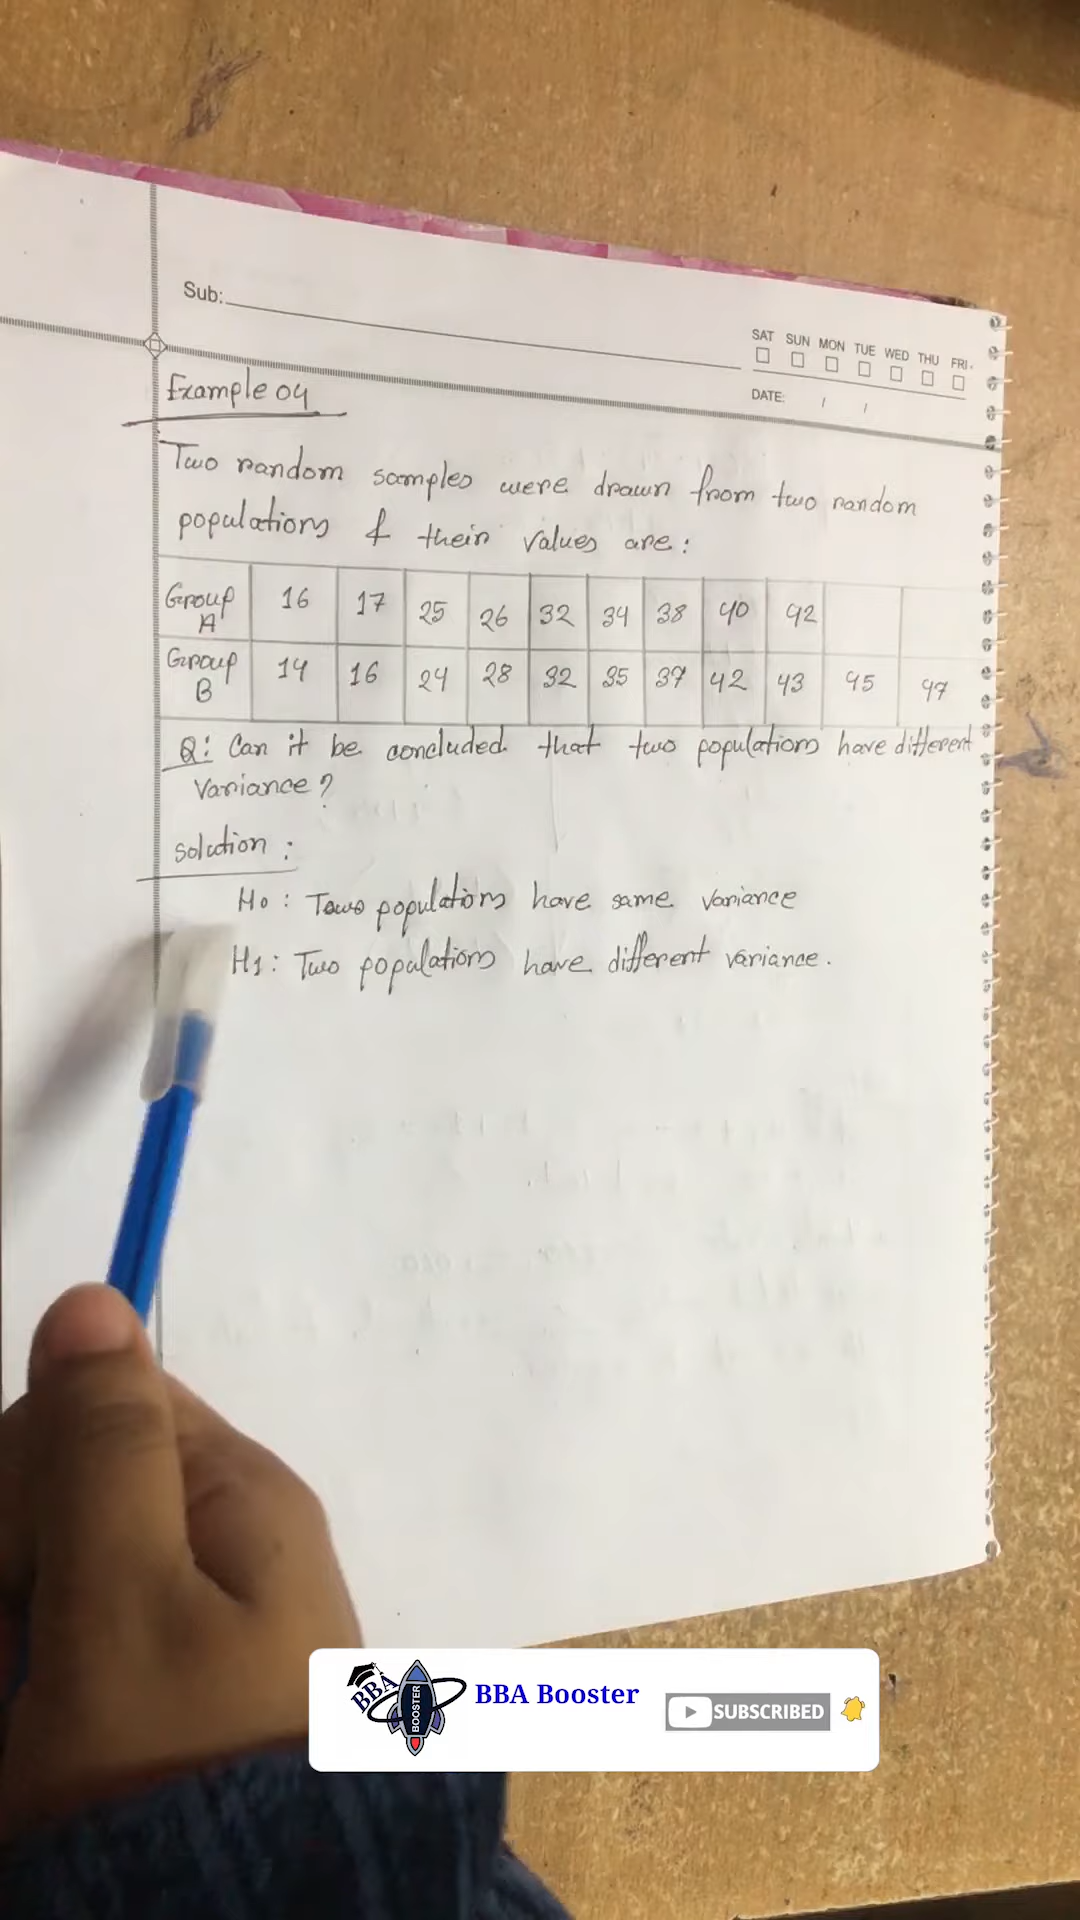 Sub:
SAT SUN MON TUE WED THU FRI
DATE: / /
Example 04
Two random samples were drawn from two random
populations & their values are:
Group A 16 17 25 26 32 34 38 40 42
Group B 14 16 24 28 32 35 37 42 43 45 47
Q: Can it be concluded that two populations have different
variance?
Solution:
H0: Two populations have same variance
H1: Two populations have different variance.
BBA
BOOSTER
BBA Booster
SUBSCRIBED